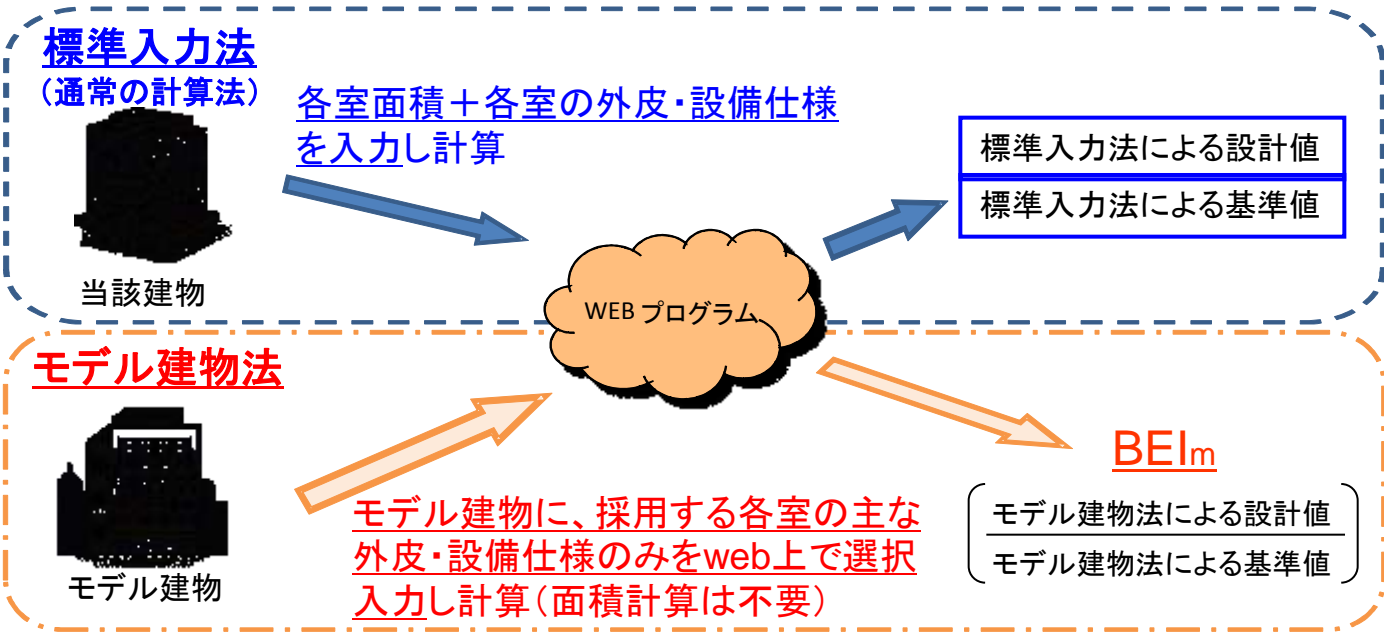 標準入力法
（通常の計算法）
各室面積＋各室の外皮・設備仕様
を入力し計算
当該建物
標準入力法による設計値
標準入力法による基準値
WEB プログラム
モデル建物法
モデル建物
モデル建物に、採用する各室の主な
外皮・設備仕様のみをweb上で選択
入力し計算（面積計算は不要）
BEIm
モデル建物法による設計値
モデル建物法による基準値